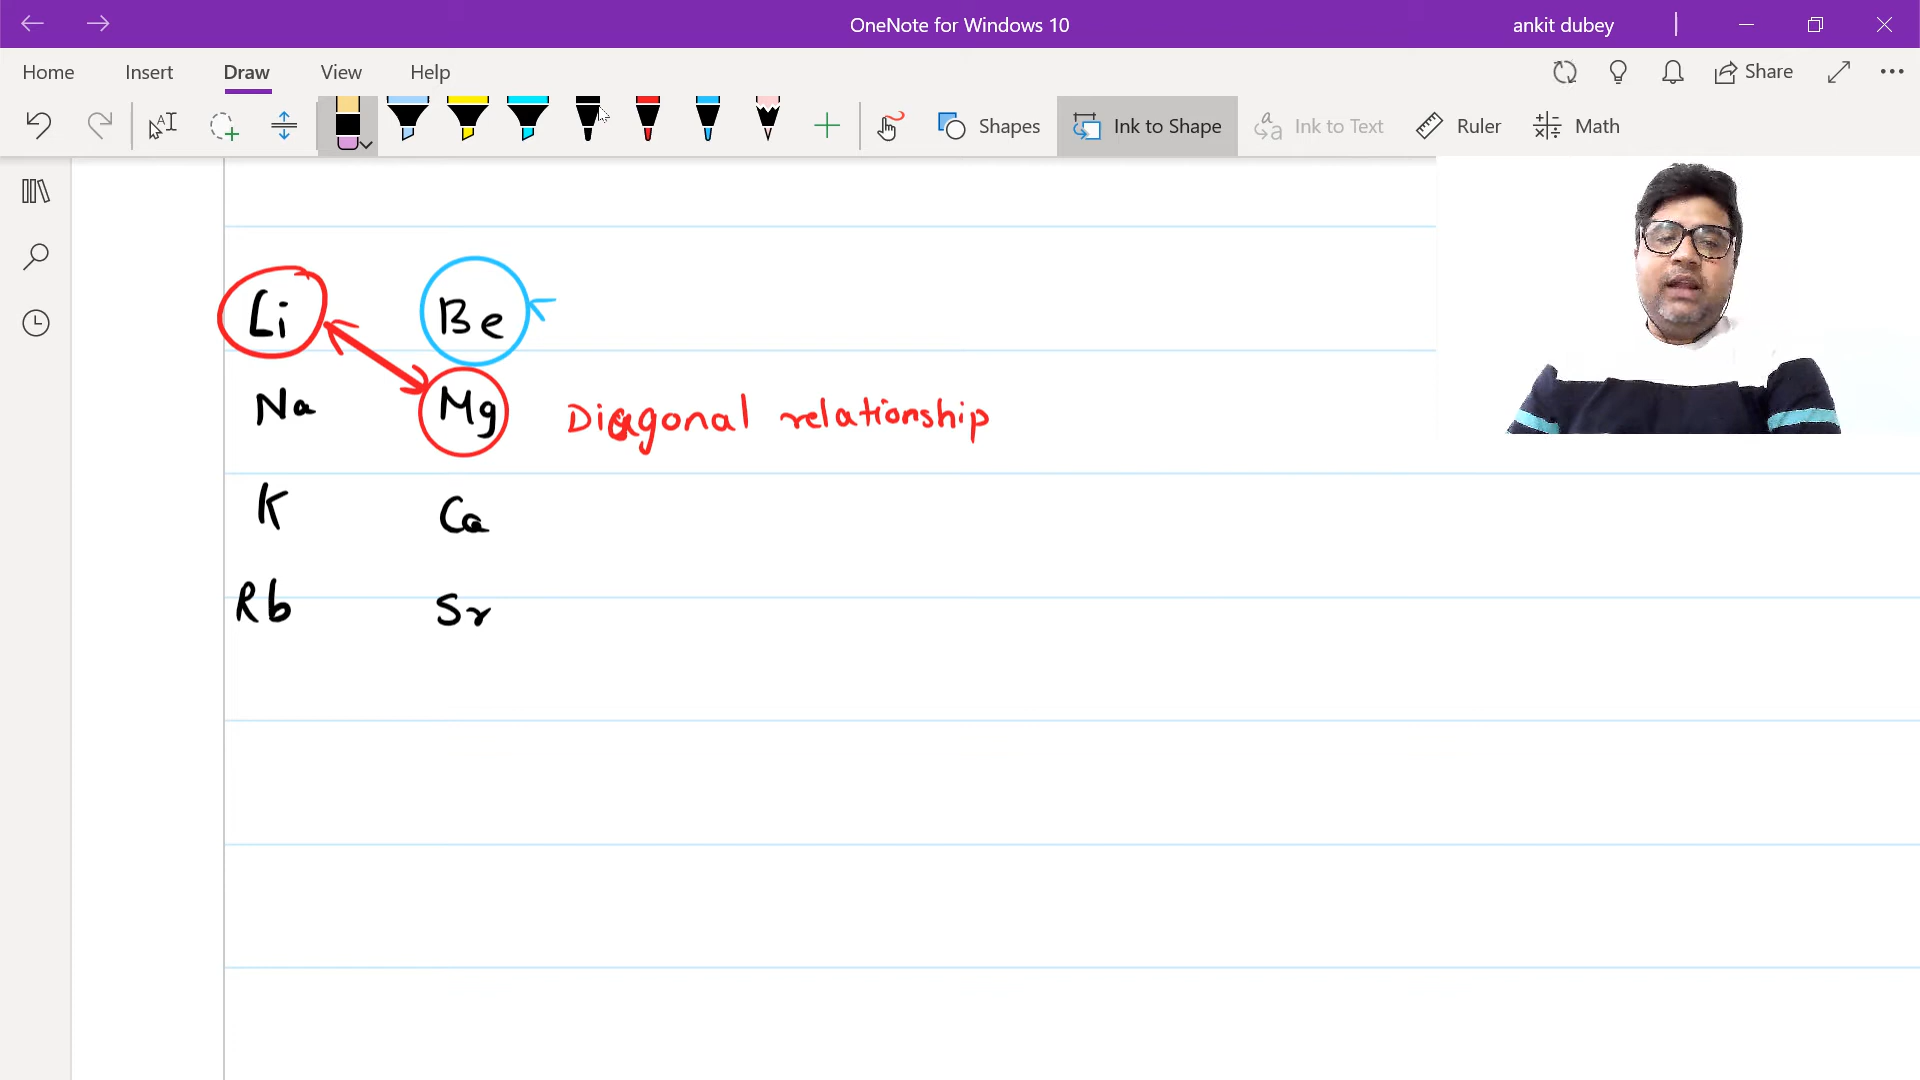 OneNote for Windows 10 ankit dubey
Home Insert Draw View Help Share
Shapes Ink to Shape Ink to Text Ruler Math
Li Be
Na Mg Diagonal relationship
K Ca
Rb Sr